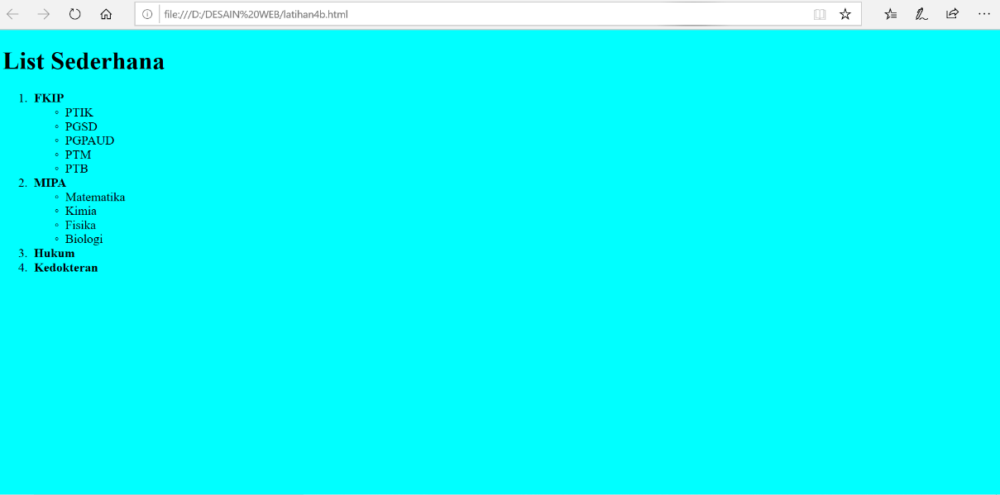 file:///D:/DESAIN%20WEB/latihan4b.html
List Sederhana
1. FKIP
◦ PTIK
◦ PGSD
◦ PGPAUD
◦ PTM
◦ PTB
2. MIPA
◦ Matematika
◦ Kimia
◦ Fisika
◦ Biologi
3. Hukum
4. Kedokteran